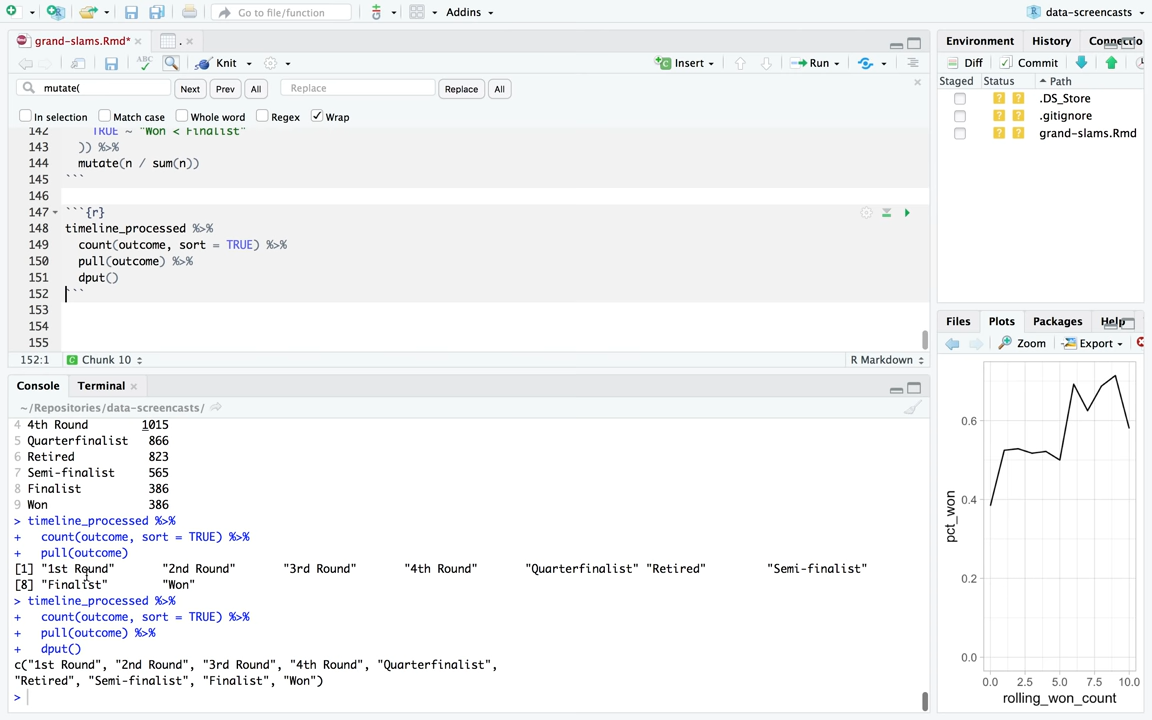 Go to file/function
Addins
data-screencasts
grand-slams.Rmd*
.
Environment
History
Connectio
Knit
Insert
Run
Diff
Commit
mutate(
Next
Prev
All
Replace
Replace
All
Staged
Status
Path
In selection
Match case
Whole word
Regex
Wrap
.DS_Store
.gitignore
grand-slams.Rmd
142 TRUE ~ "Won < Finalist"
143 )) %>%
144 mutate(n / sum(n))
145 ```
146
147 ```{r}
148 timeline_processed %>%
149 count(outcome, sort = TRUE) %>%
150 pull(outcome) %>%
151 dput()
152 ```
153
154
155
152:1 Chunk 10 R Markdown
Files
Plots
Packages
Help
Zoom
Export
Console
Terminal
~/Repositories/data-screencasts/
4 4th Round 1015
5 Quarterfinalist 866
6 Retired 823
7 Semi-finalist 565
8 Finalist 386
9 Won 386
> timeline_processed %>%
+ count(outcome, sort = TRUE) %>%
+ pull(outcome)
[1] "1st Round" "2nd Round" "3rd Round" "4th Round" "Quarterfinalist" "Retired" "Semi-finalist"
[8] "Finalist" "Won"
> timeline_processed %>%
+ count(outcome, sort = TRUE) %>%
+ pull(outcome) %>%
+ dput()
c("1st Round", "2nd Round", "3rd Round", "4th Round", "Quarterfinalist",
"Retired", "Semi-finalist", "Finalist", "Won")
>
pct_won
0.6
0.4
0.2
0.0
0.0 2.5 5.0 7.5 10.0
rolling_won_count